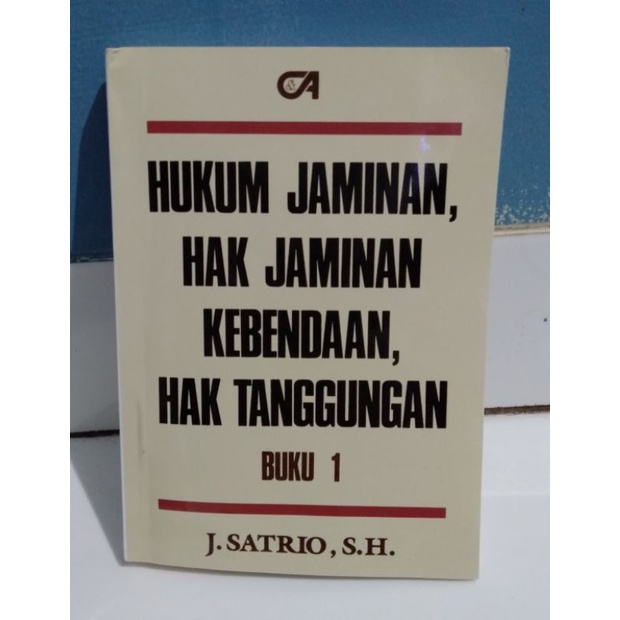 C&A
HUKUM JAMINAN,
HAK JAMINAN
KEBENDAAN,
HAK TANGGUNGAN
BUKU 1
J. SATRIO, S.H.